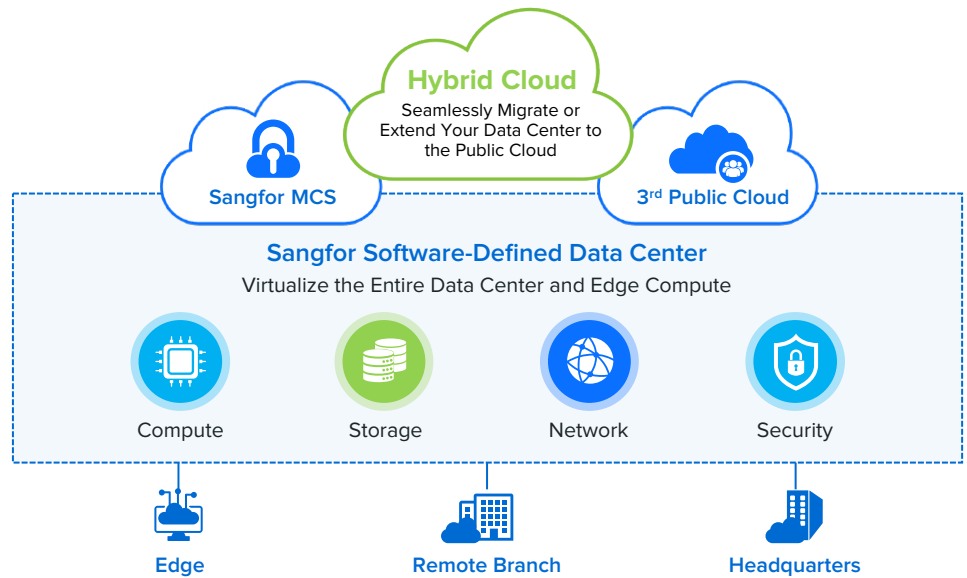 Hybrid Cloud
Seamlessly Migrate or
Extend Your Data Center to
the Public Cloud
Sangfor MCS
3rd Public Cloud
Sangfor Software-Defined Data Center
Virtualize the Entire Data Center and Edge Compute
Compute
Storage
Network
Security
Edge
Remote Branch
Headquarters